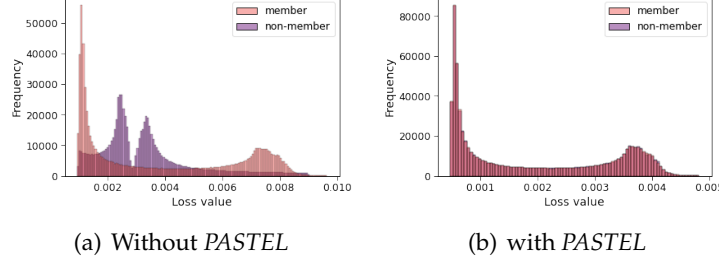 member
non-member
50000
40000
30000
20000
10000
0
Frequency
0.002
0.004
0.006
0.008
0.010
Loss value
(a) Without PASTEL
member
non-member
80000
60000
40000
20000
0
Frequency
0.001
0.002
0.003
0.004
0.005
Loss value
(b) with PASTEL